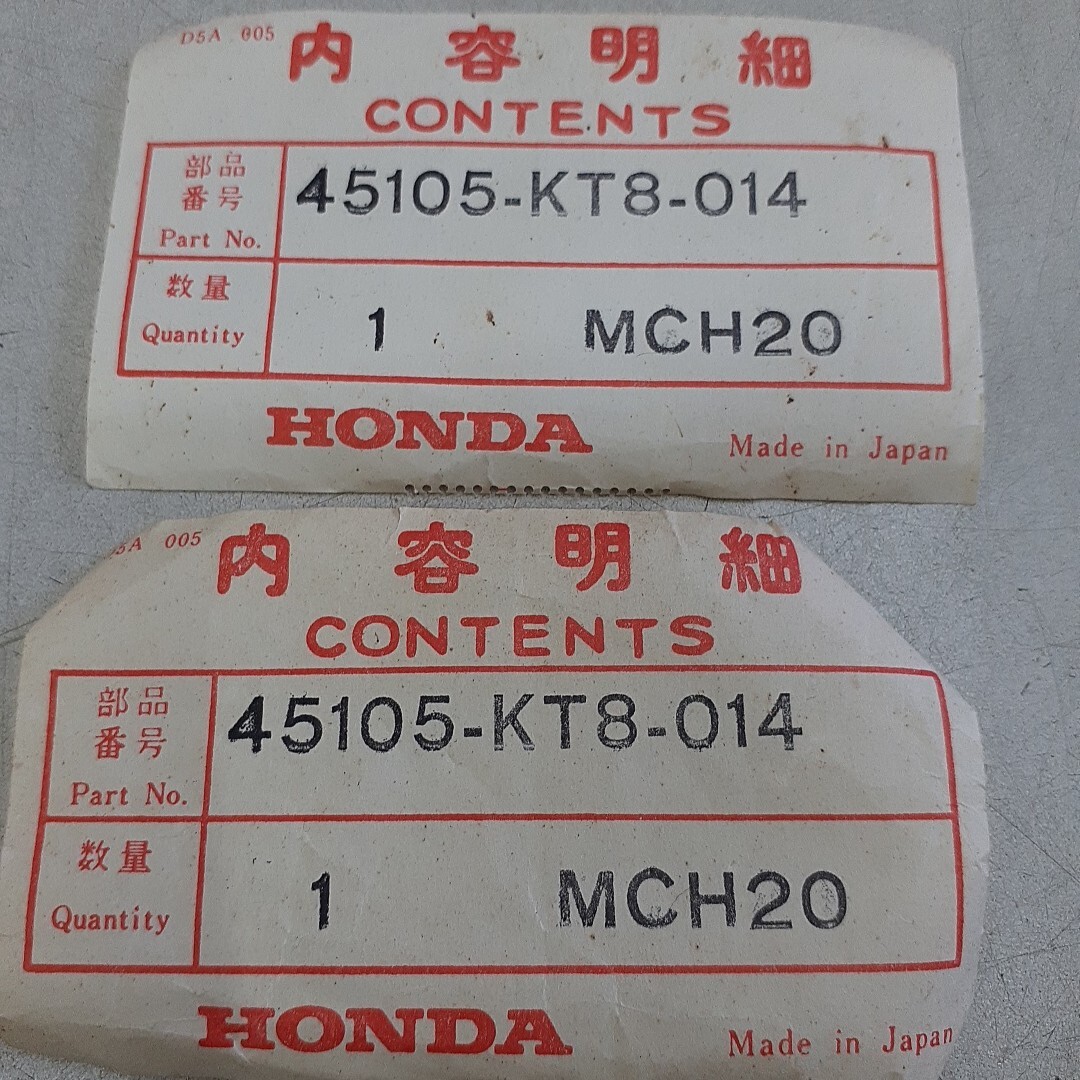 D5A 005
内容明細
CONTENTS
部品
番号
Part No.
45105-KT8-014
数量
Quantity
1 MCH20
HONDA
Made in Japan
5A 005
内容明細
CONTENTS
部品
番号
Part No.
45105-KT8-014
数量
Quantity
1 MCH20
HONDA
Made in Japan